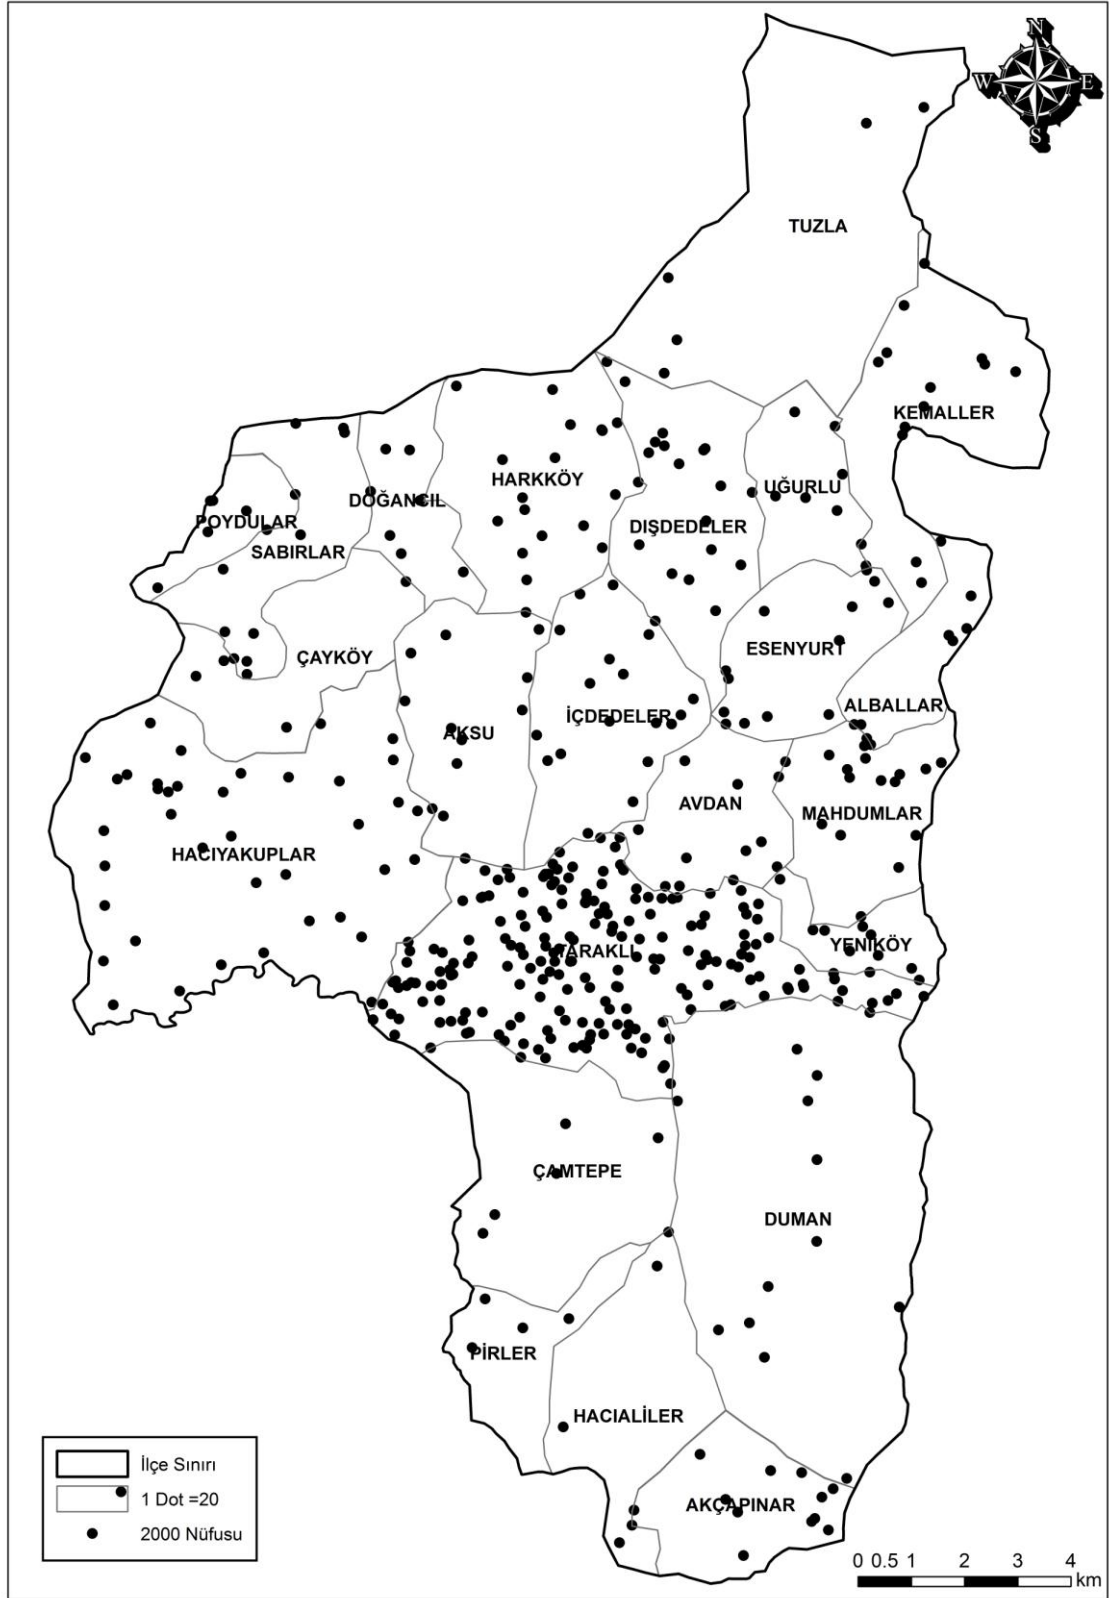 N
W E
S
TUZLA
KEMALLER
HARKKÖY
UĞURLU
DOĞANCIL
POYDULAR
DIŞDEDELER
SABIRLAR
ESENYURT
ÇAYKÖY
ALBALLAR
İÇDEDELER
AKSU
AVDAN
MAHDUMLAR
HACIYAKUPLAR
YENİKÖY
TARAKLI
ÇAMTEPE
DUMAN
PİRLER
HACIALİLER
AKÇAPINAR
İlçe Sınırı
1 Dot =20
2000 Nüfusu
0 0.5 1 2 3 4
km